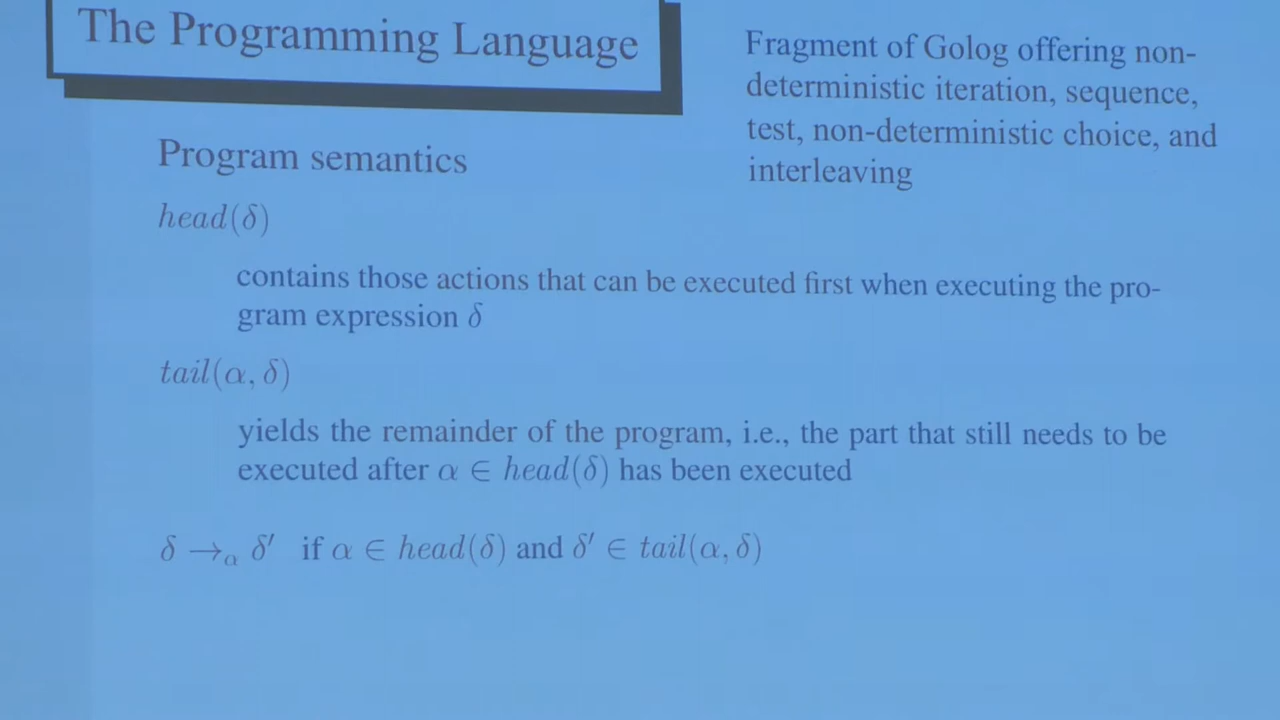 The Programming Language
Fragment of Golog offering non-
deterministic iteration, sequence,
test, non-deterministic choice, and
interleaving
Program semantics
head(δ)
contains those actions that can be executed first when executing the pro-
gram expression δ
tail(α, δ)
yields the remainder of the program, i.e., the part that still needs to be
executed after α ∈ head(δ) has been executed
δ →α δ′ if α ∈ head(δ) and δ′ ∈ tail(α, δ)